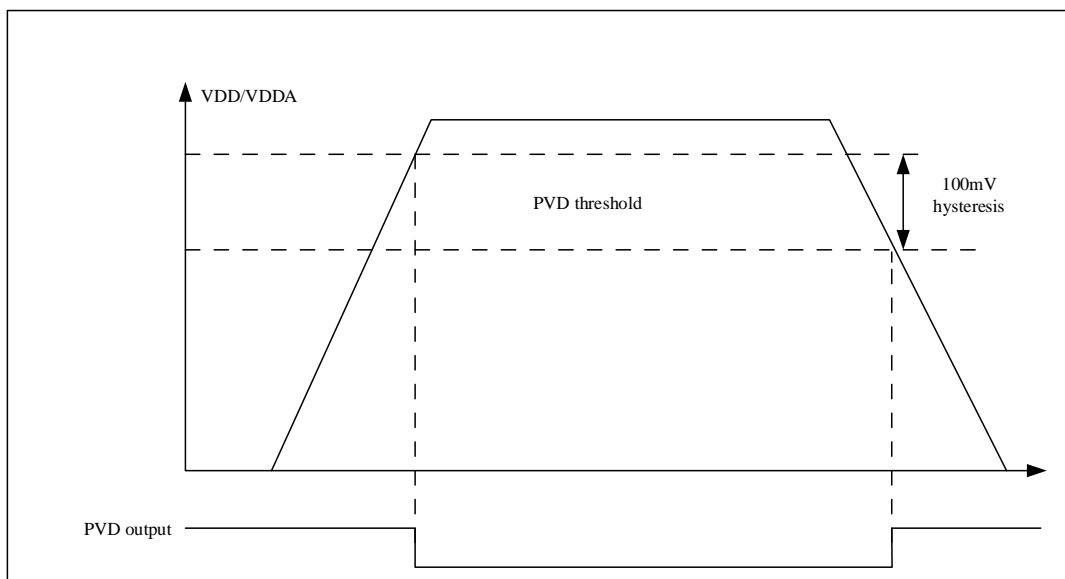 VDD/VDDA
PVD threshold
100mV
hysteresis
PVD output